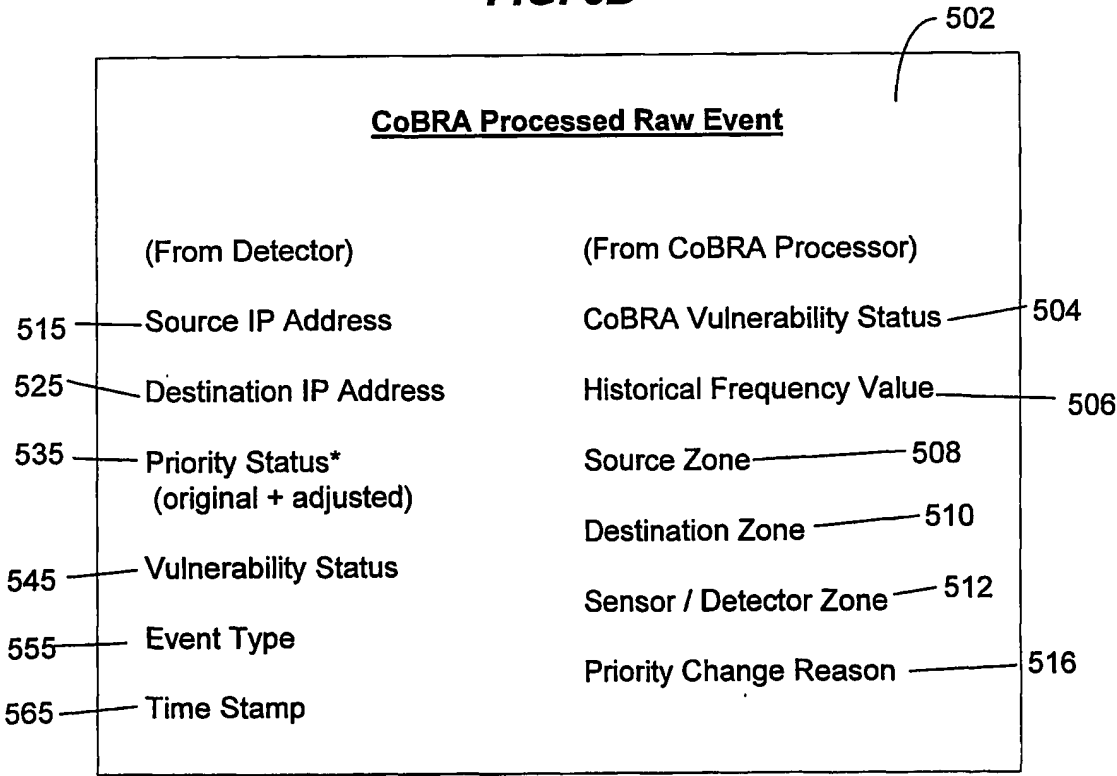 502
CoBRA Processed Raw Event
(From Detector)
(From CoBRA Processor)
515
Source IP Address
CoBRA Vulnerability Status
504
525
Destination IP Address
Historical Frequency Value
506
535
Priority Status*
(original + adjusted)
Source Zone
508
Destination Zone
510
545
Vulnerability Status
Sensor / Detector Zone
512
555
Event Type
Priority Change Reason
516
565
Time Stamp